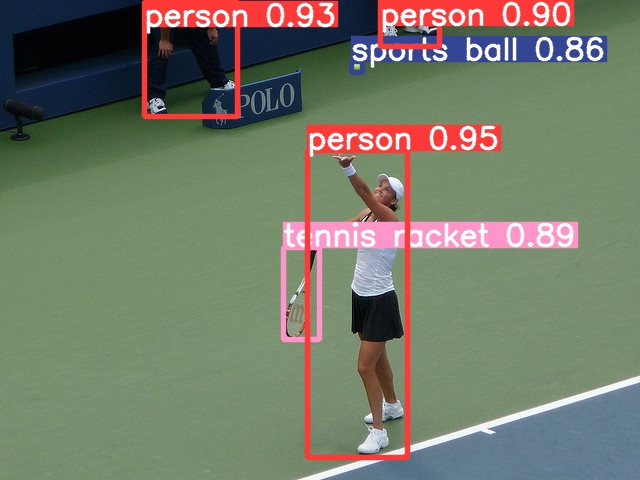 person 0.93
person 0.90
sports ball 0.86
POLO
person 0.95
tennis racket 0.89